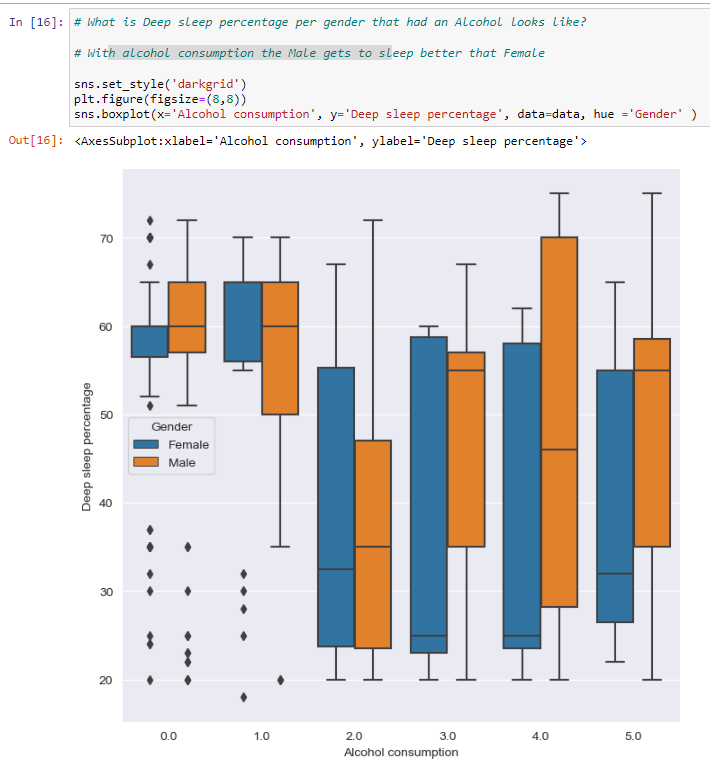 In [16]: # What is Deep sleep percentage per gender that had an Alcohol looks like?
# With alcohol consumption the Male gets to sleep better that Female
sns.set_style('darkgrid')
plt.figure(figsize=(8,8))
sns.boxplot(x='Alcohol consumption', y='Deep sleep percentage', data=data, hue ='Gender' )
Out[16]: <AxesSubplot:xlabel='Alcohol consumption', ylabel='Deep sleep percentage'>
70
60
50
40
30
20
Deep sleep percentage
Gender
Female
Male
0.0 1.0 2.0 3.0 4.0 5.0
Alcohol consumption